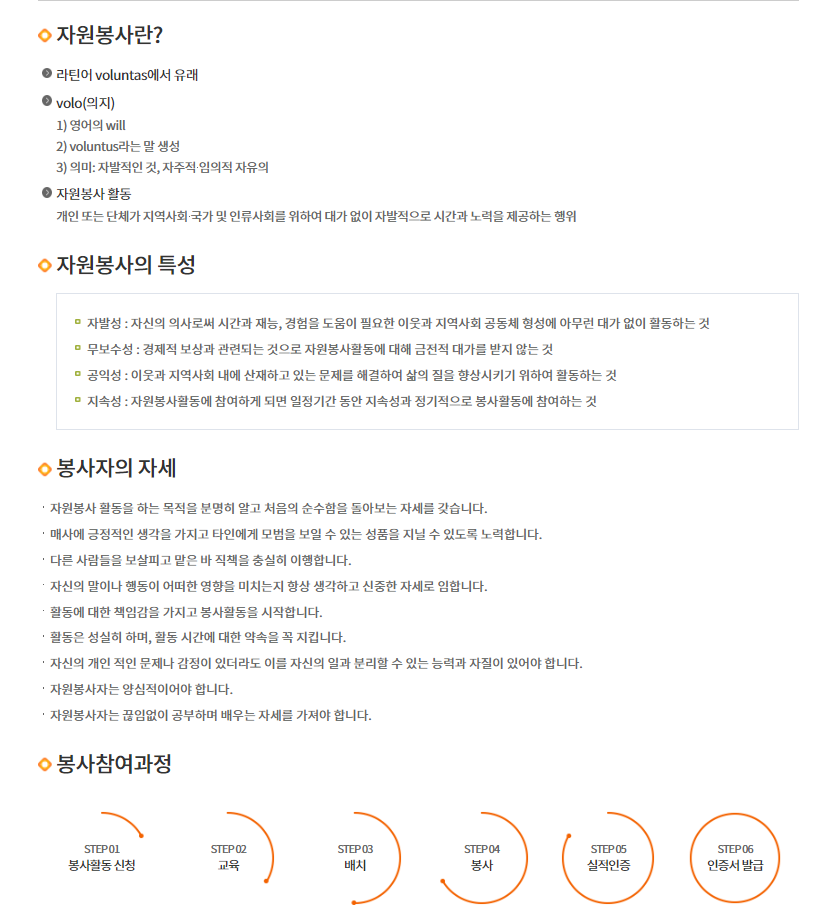 자원봉사란?
라틴어 voluntas에서 유래
volo(의지)
1) 영어의 will
2) voluntus라는 말 생성
3) 의미: 자발적인 것, 자주적·임의적 자유의
자원봉사 활동
개인 또는 단체가 지역사회·국가 및 인류사회를 위하여 대가 없이 자발적으로 시간과 노력을 제공하는 행위
자원봉사의 특성
자발성 : 자신의 의사로써 시간과 재능, 경험을 도움이 필요한 이웃과 지역사회 공동체 형성에 아무런 대가 없이 활동하는 것
무보수성 : 경제적 보상과 관련되는 것으로 자원봉사활동에 대해 금전적 대가를 받지 않는 것
공익성 : 이웃과 지역사회 내에 산재하고 있는 문제를 해결하여 삶의 질을 향상시키기 위하여 활동하는 것
지속성 : 자원봉사활동에 참여하게 되면 일정기간 동안 지속성과 정기적으로 봉사활동에 참여하는 것
봉사자의 자세
· 자원봉사 활동을 하는 목적을 분명히 알고 처음의 순수함을 돌아보는 자세를 갖습니다.
· 매사에 긍정적인 생각을 가지고 타인에게 모범을 보일 수 있는 성품을 지닐 수 있도록 노력합니다.
· 다른 사람들을 보살피고 맡은 바 직책을 충실히 이행합니다.
· 자신의 말이나 행동이 어떠한 영향을 미치는지 항상 생각하고 신중한 자세로 임합니다.
· 활동에 대한 책임감을 가지고 봉사활동을 시작합니다.
· 활동은 성실히 하며, 활동 시간에 대한 약속을 꼭 지킵니다.
· 자신의 개인 적인 문제나 감정이 있더라도 이를 자신의 일과 분리할 수 있는 능력과 자질이 있어야 합니다.
· 자원봉사자는 양심적이어야 합니다.
· 자원봉사자는 끊임없이 공부하며 배우는 자세를 가져야 합니다.
봉사참여과정
STEP 01
봉사활동 신청
STEP 02
교육
STEP 03
배치
STEP 04
봉사
STEP 05
실적인증
STEP 06
인증서 발급